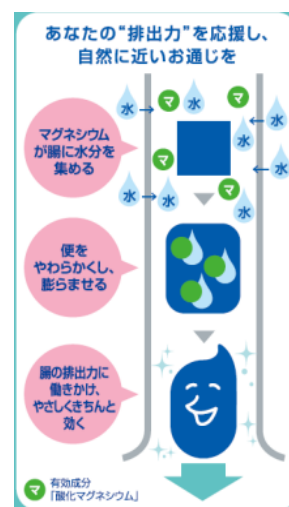 あなたの“排出力”を応援し、
自然に近いお通じを
水
マ
水
マ
水
水
マグネシウム
が腸に水分を
集める
マ
水
水
水
マ
水
便を
やわらかくし、
膨らませる
腸の排出力に
働きかけ、
やさしくきちんと
効く
マ
有効成分
「酸化マグネシウム」